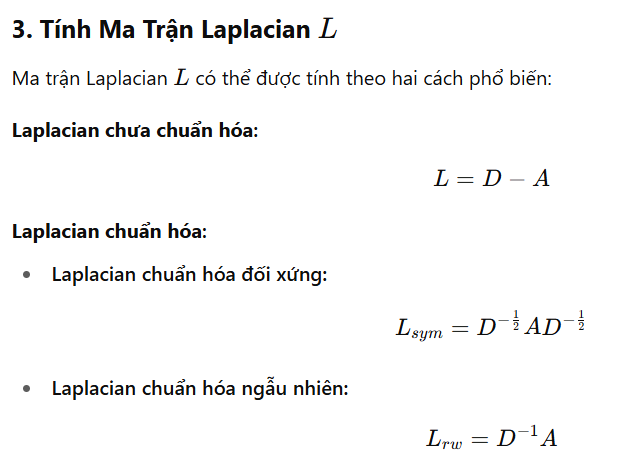 3. Tính Ma Trận Laplacian L
Ma trận Laplacian L có thể được tính theo hai cách phổ biến:
Laplacian chưa chuẩn hóa:
L = D − A
Laplacian chuẩn hóa:
• Laplacian chuẩn hóa đối xứng:
L_{sym} = D^{-\frac{1}{2}} A D^{-\frac{1}{2}}
• Laplacian chuẩn hóa ngẫu nhiên:
L_{rw} = D^{-1} A